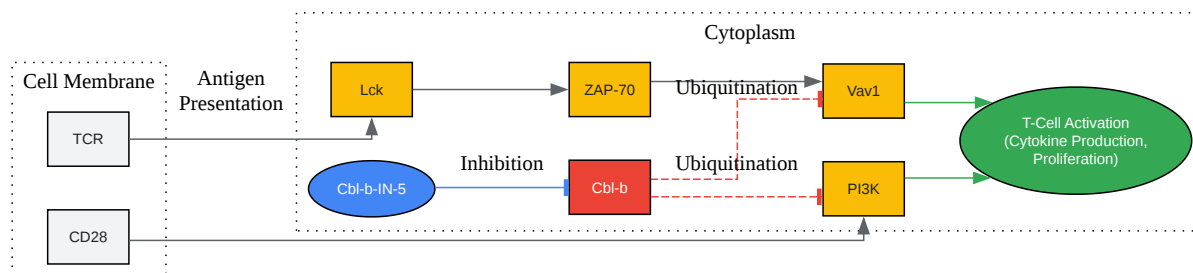 Cytoplasm
Cell Membrane
Antigen
Presentation
Lck
ZAP-70
Ubiquitination
Vav1
TCR
T-Cell Activation
(Cytokine Production,
Proliferation)
Cbl-b-IN-5
Inhibition
Cbl-b
Ubiquitination
PI3K
CD28